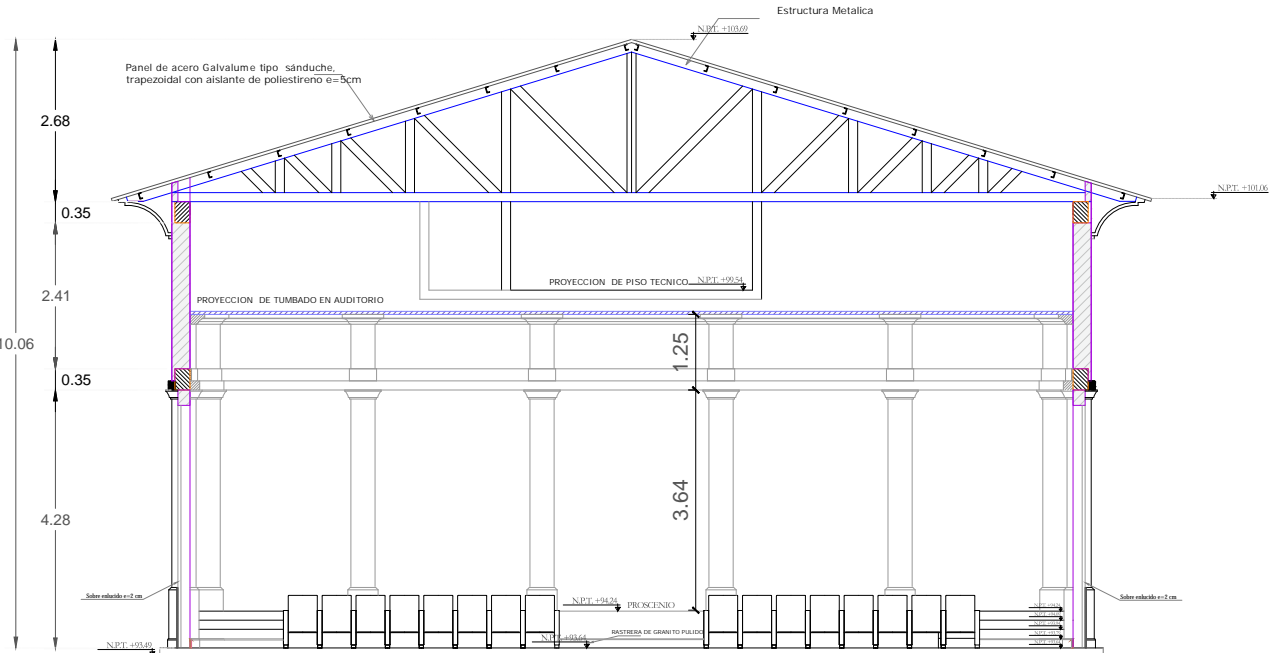 Estructura Metalica
N.P.T. +103.69
Panel de acero Galvalume tipo sánduche,
trapezoidal con aislante de poliestireno e=5cm
2.68
N.P.T. +101.06
0.35
PROYECCION DE PISO TECNICO
N.P.T. +99.54
2.41
PROYECCION DE TUMBADO EN AUDITORIO
10.06
1.25
0.35
3.64
4.28
Sobre enlucido e=2 cm
Sobre enlucido e=2 cm
N.P.T. +94.24
PROSCENIO
RASTRERA DE GRANITO PULIDO
N.P.T. +93.64
N.P.T. +93.49